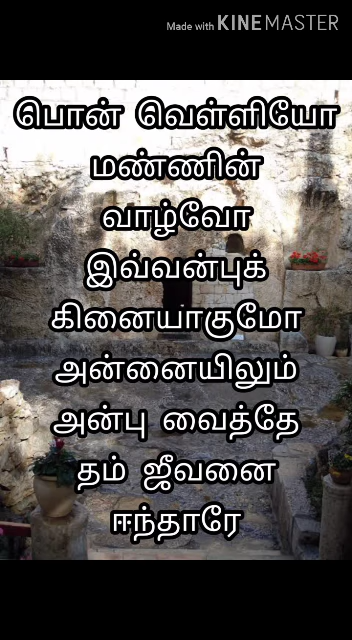 Made with KINEMASTER
பொன் வெள்ளியோ
மண்ணின்
வாழ்வோ
இவ்வன்புக்
கினையாகுமோ
அன்னையிலும்
அன்பு வைத்தே
தம் ஜீவனை
ஈந்தாரே